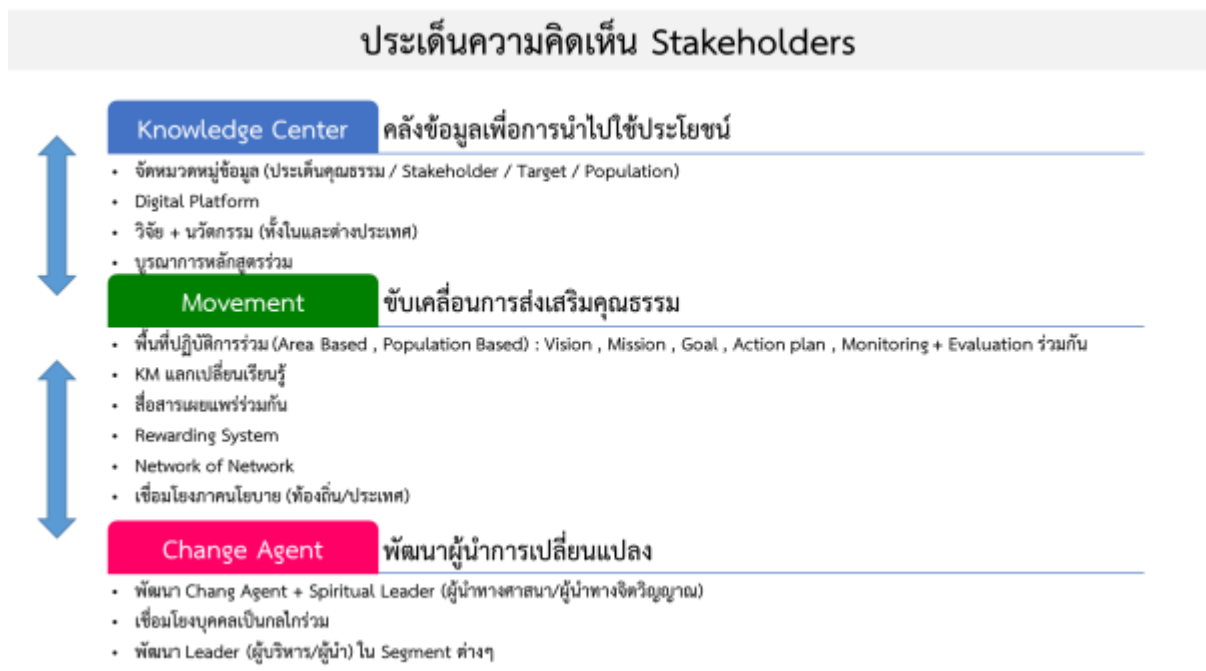 ประเด็นความคิดเห็น Stakeholders
Knowledge Center คลังข้อมูลเพื่อการนำไปใช้ประโยชน์
• จัดหมวดหมู่ข้อมูล (ประเด็นคุณธรรม / Stakeholder / Target / Population)
• Digital Platform
• วิจัย + นวัตกรรม (ทั้งในและต่างประเทศ)
• บูรณาการหลักสูตรร่วม
Movement ขับเคลื่อนการส่งเสริมคุณธรรม
• พื้นที่ปฏิบัติการร่วม (Area Based , Population Based) : Vision , Mission , Goal , Action plan , Monitoring + Evaluation ร่วมกัน
• KM แลกเปลี่ยนเรียนรู้
• สื่อสารเผยแพร่ร่วมกัน
• Rewarding System
• Network of Network
• เชื่อมโยงภาคนโยบาย (ท้องถิ่น/ประเทศ)
Change Agent พัฒนาผู้นำการเปลี่ยนแปลง
• พัฒนา Chang Agent + Spiritual Leader (ผู้นำทางศาสนา/ผู้นำทางจิตวิญญาณ)
• เชื่อมโยงบุคคลเป็นกลไกร่วม
• พัฒนา Leader (ผู้บริหาร/ผู้นำ) ใน Segment ต่างๆ